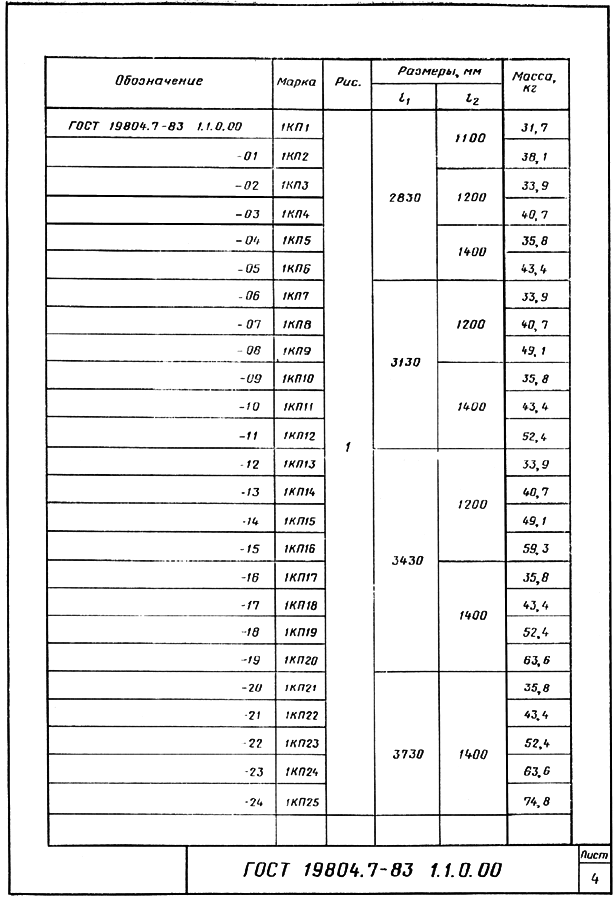 Обозначение Марка Рис. Размеры, мм Масса, кг
l1 l2
ГОСТ 19804.7-83 1.1.0.00 1КП1 1 2830 1100 31,7
-01 1КП2 38,1
-02 1КП3 1200 33,9
-03 1КП4 40,7
-04 1КП5 1400 35,8
-05 1КП6 43,4
-06 1КП7 3130 1200 33,9
-07 1КП8 40,7
-08 1КП9 49,1
-09 1КП10 1400 35,8
-10 1КП11 43,4
-11 1КП12 52,4
-12 1КП13 3430 1200 33,9
-13 1КП14 40,7
-14 1КП15 49,1
-15 1КП16 59,3
-16 1КП17 1400 35,8
-17 1КП18 43,4
-18 1КП19 52,4
-19 1КП20 63,6
-20 1КП21 3730 1400 35,8
-21 1КП22 43,4
-22 1КП23 52,4
-23 1КП24 63,6
-24 1КП25 74,8
ГОСТ 19804.7-83 1.1.0.00
Лист
4